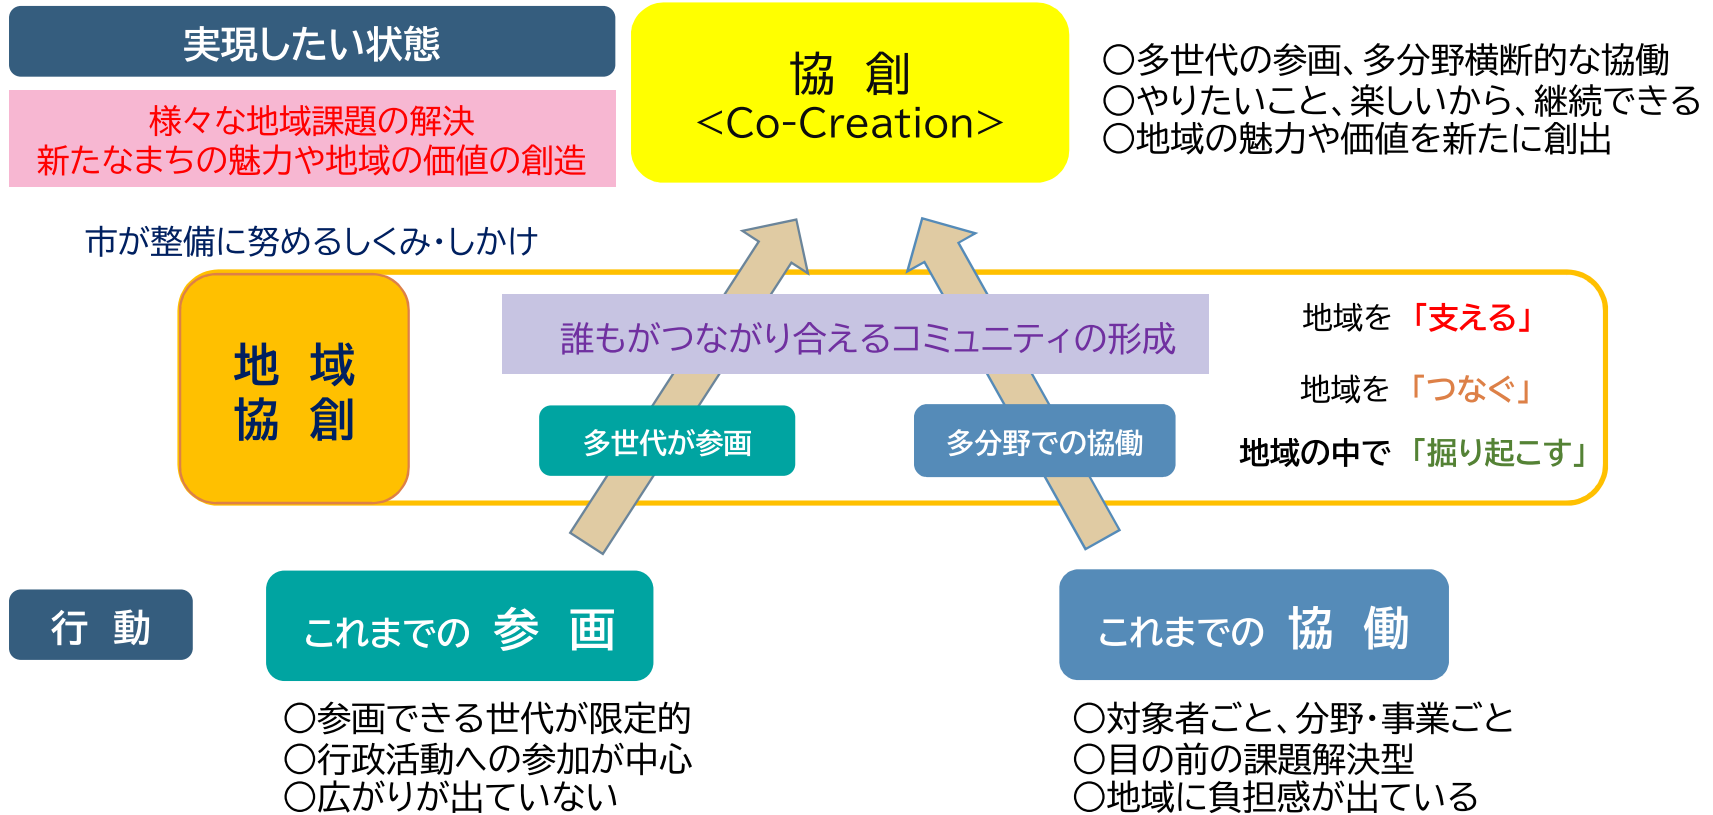 実現したい状態
様々な地域課題の解決
新たなまちの魅力や地域の価値の創造
協 創
<Co-Creation>
〇多世代の参画、多分野横断的な協働
〇やりたいこと、楽しいから、継続できる
〇地域の魅力や価値を新たに創出
市が整備に努めるしくみ・しかけ
地 域
協 創
誰もがつながり合えるコミュニティの形成
多世代が参画
多分野での協働
地域を 「支える」
地域を 「つなぐ」
地域の中で 「掘り起こす」
行 動
これまでの 参 画
〇参画できる世代が限定的
〇行政活動への参加が中心
〇広がりが出ていない
これまでの 協 働
〇対象者ごと、分野・事業ごと
〇目の前の課題解決型
〇地域に負担感が出ている